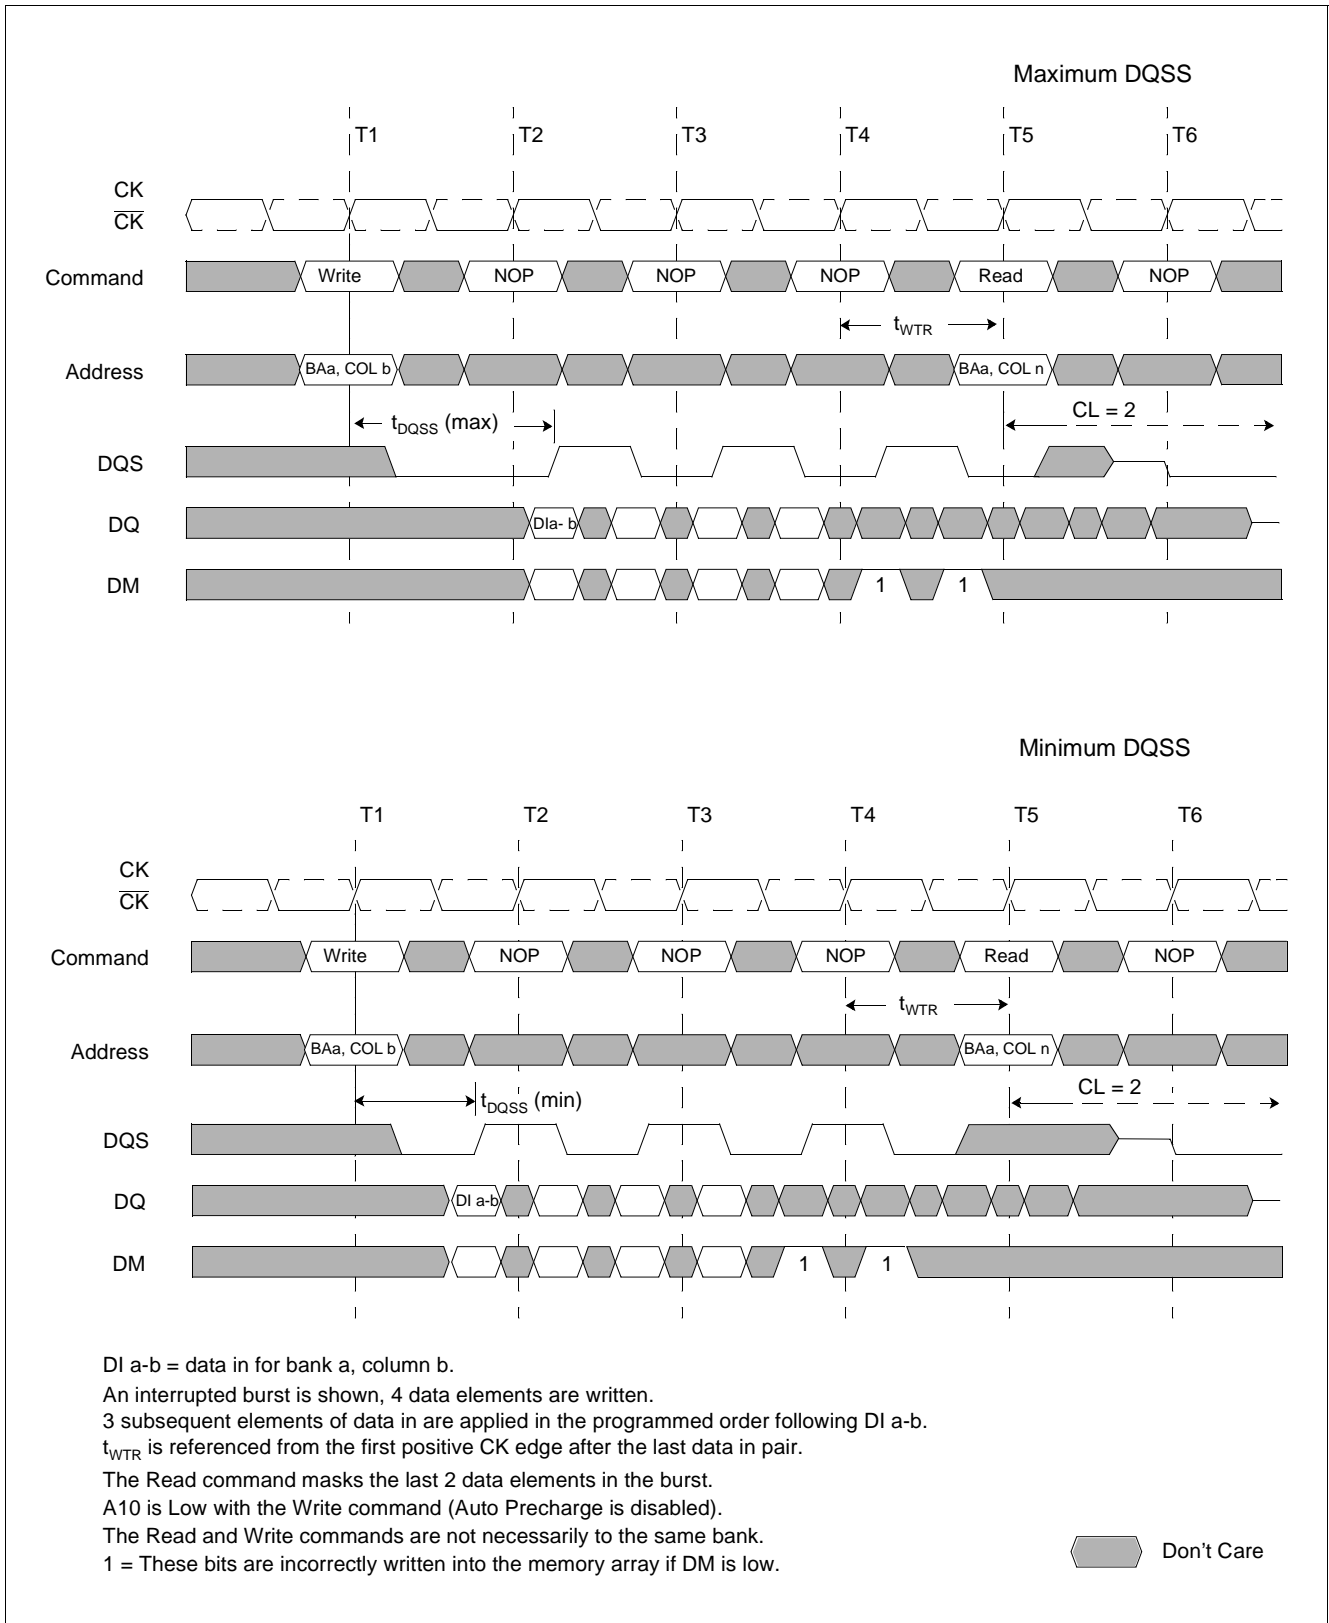 Maximum DQSS
T1 T2 T3 T4 T5 T6
CK
CK
Command Write NOP NOP NOP Read NOP
tWTR
Address BAa, COL b BAa, COL n
tDQSS (max) CL = 2
DQS
DQ DIa- b
DM 1 1
Minimum DQSS
T1 T2 T3 T4 T5 T6
CK
CK
Command Write NOP NOP NOP Read NOP
tWTR
Address BAa, COL b BAa, COL n
tDQSS (min) CL = 2
DQS
DQ DI a-b
DM 1 1
DI a-b = data in for bank a, column b.
An interrupted burst is shown, 4 data elements are written.
3 subsequent elements of data in are applied in the programmed order following DI a-b.
tWTR is referenced from the first positive CK edge after the last data in pair.
The Read command masks the last 2 data elements in the burst.
A10 is Low with the Write command (Auto Precharge is disabled).
The Read and Write commands are not necessarily to the same bank.
1 = These bits are incorrectly written into the memory array if DM is low.
Don't Care